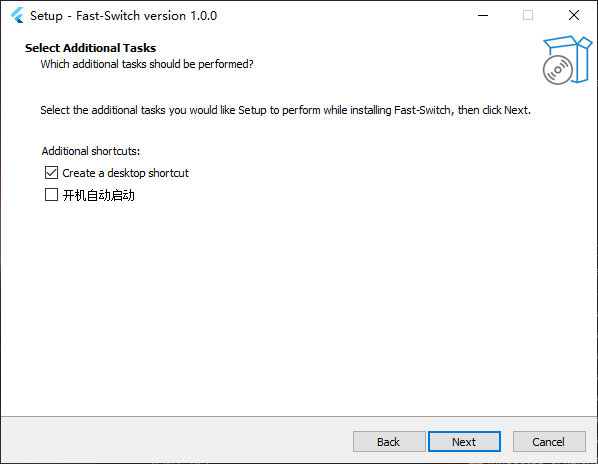 Setup - Fast-Switch version 1.0.0
Select Additional Tasks
Which additional tasks should be performed?
Select the additional tasks you would like Setup to perform while installing Fast-Switch, then click Next.
Additional shortcuts:
Create a desktop shortcut
开机自动启动
Back Next Cancel